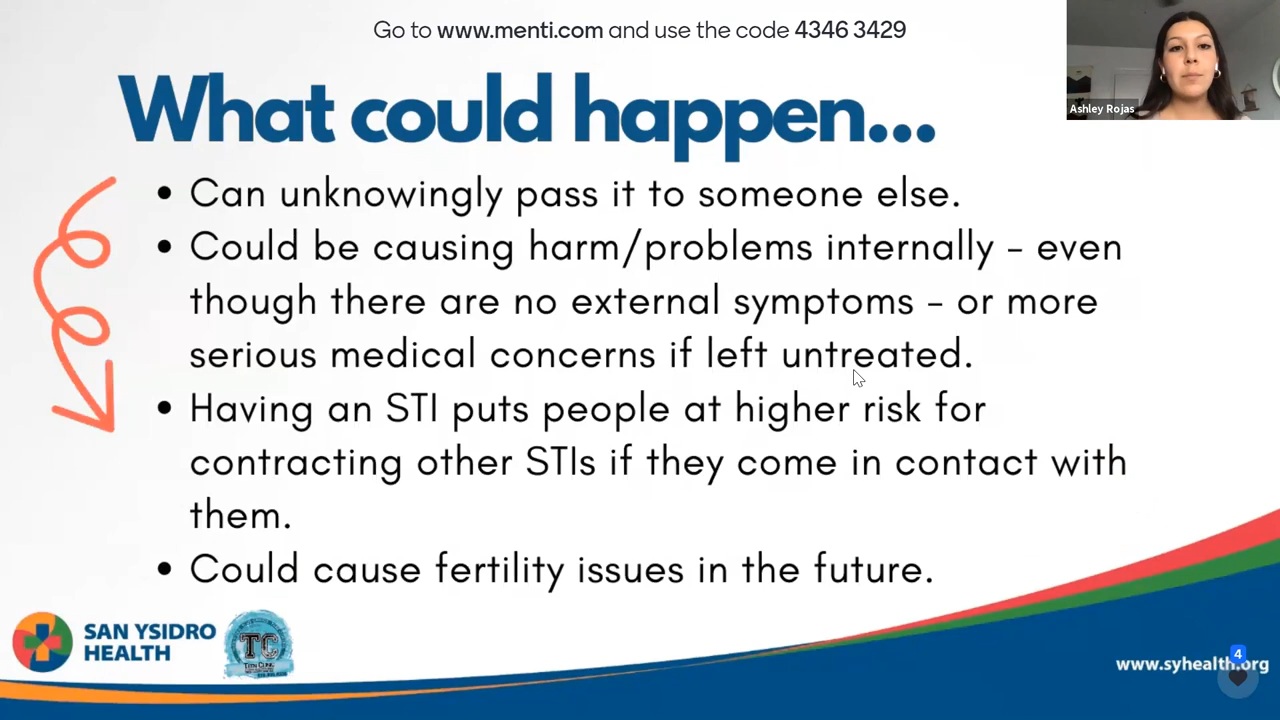 Go to www.menti.com and use the code 4346 3429
Ashley Rojas
What could happen...
• Can unknowingly pass it to someone else.
• Could be causing harm/problems internally - even
though there are no external symptoms - or more
serious medical concerns if left untreated.
• Having an STI puts people at higher risk for
contracting other STIs if they come in contact with
them.
• Could cause fertility issues in the future.
SAN YSIDRO
HEALTH
TC
www.syhealth.org
4